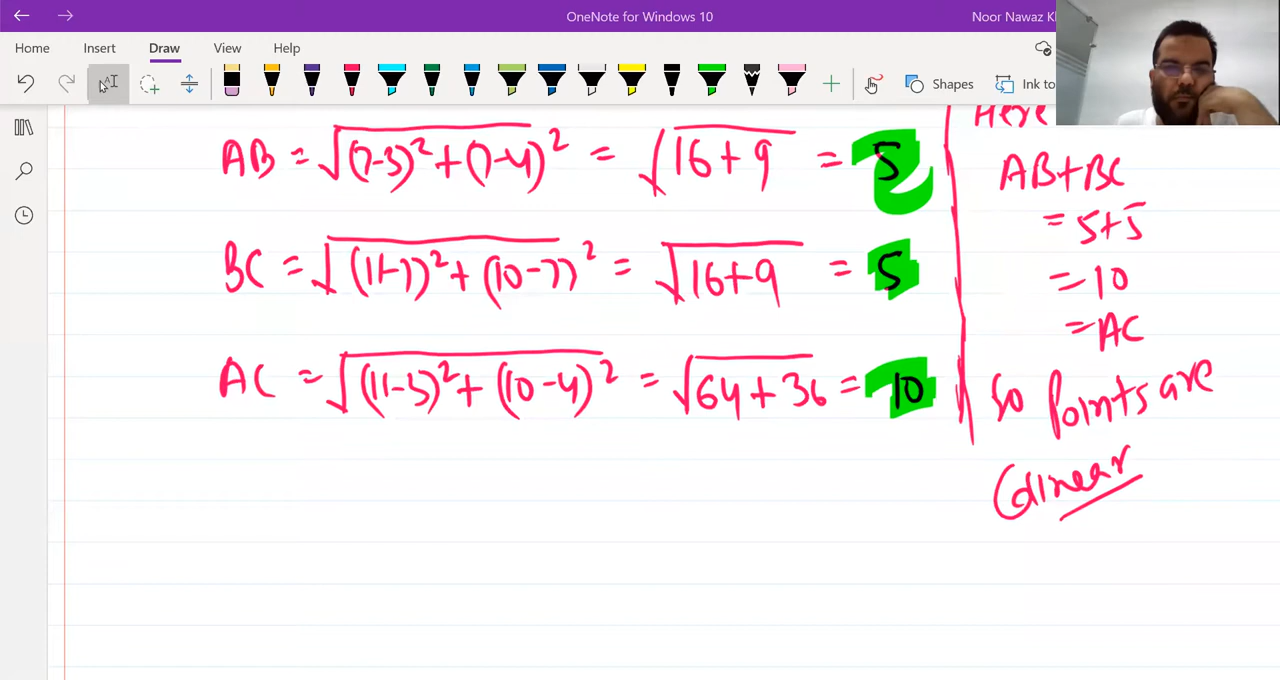 OneNote for Windows 10
Noor Nawaz Kh
Home Insert Draw View Help
Shapes
Ink to
AB = √(7-3)² + (7-4)² = √16+9 = 5
BC = √(11-7)² + (10-7)² = √16+9 = 5
AC = √(11-3)² + (10-4)² = √64+36 = 10
Here
AB+BC
= 5+5
= 10
= AC
So Points are
Colinear